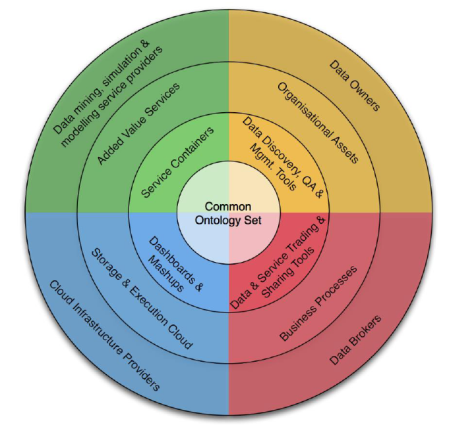 Data mining, simulation &
modelling service providers
Added Value Services
Service Containers
Data Owners
Organisational Assets
Data Discovery, QA &
Mgmt. Tools
Common
Ontology Set
Dashboards &
Mashups
Storage & Execution Cloud
Cloud Infrastructure Providers
Data & Service Trading &
Sharing Tools
Business Processes
Data Brokers